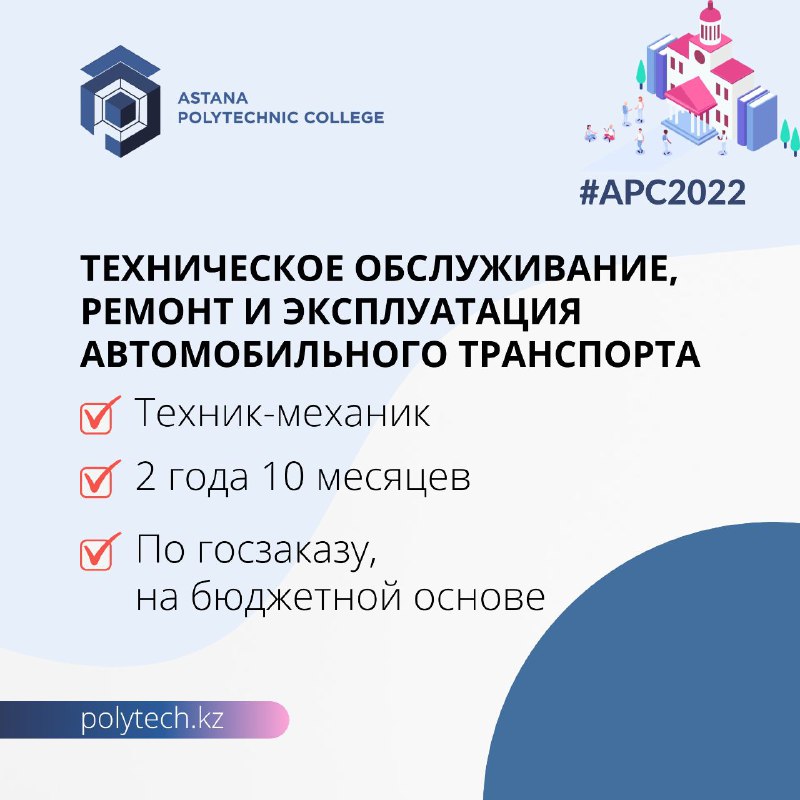 ASTANA
POLYTECHNIC COLLEGE
#APC2022
ТЕХНИЧЕСКОЕ ОБСЛУЖИВАНИЕ,
РЕМОНТ И ЭКСПЛУАТАЦИЯ
АВТОМОБИЛЬНОГО ТРАНСПОРТА
Техник-механик
2 года 10 месяцев
По госзаказу,
на бюджетной основе
polytech.kz